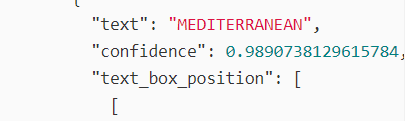 {
"text": "MEDITERRANEAN",
"confidence": 0.9890738129615784,
"text_box_position": [
[